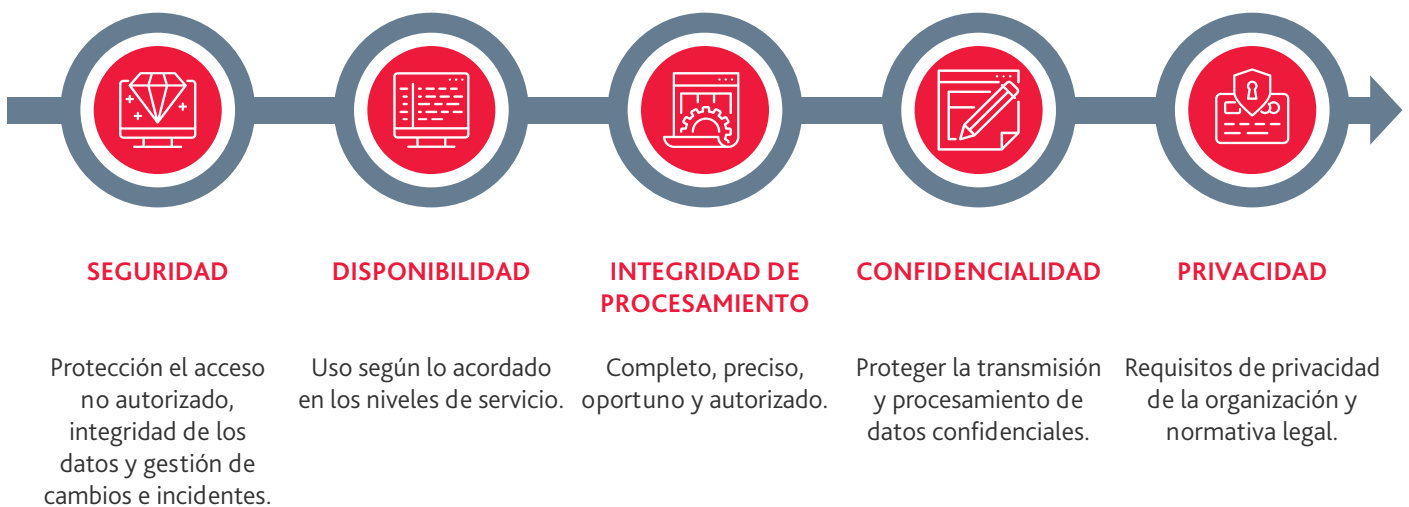 SEGURIDAD
Protección el acceso
no autorizado,
integridad de los
datos y gestión de
cambios e incidentes.
DISPONIBILIDAD
Uso según lo acordado
en los niveles de servicio.
INTEGRIDAD DE
PROCESAMIENTO
Completo, preciso,
oportuno y autorizado.
CONFIDENCIALIDAD
Proteger la transmisión
y procesamiento de
datos confidenciales.
PRIVACIDAD
Requisitos de privacidad
de la organización y
normativa legal.